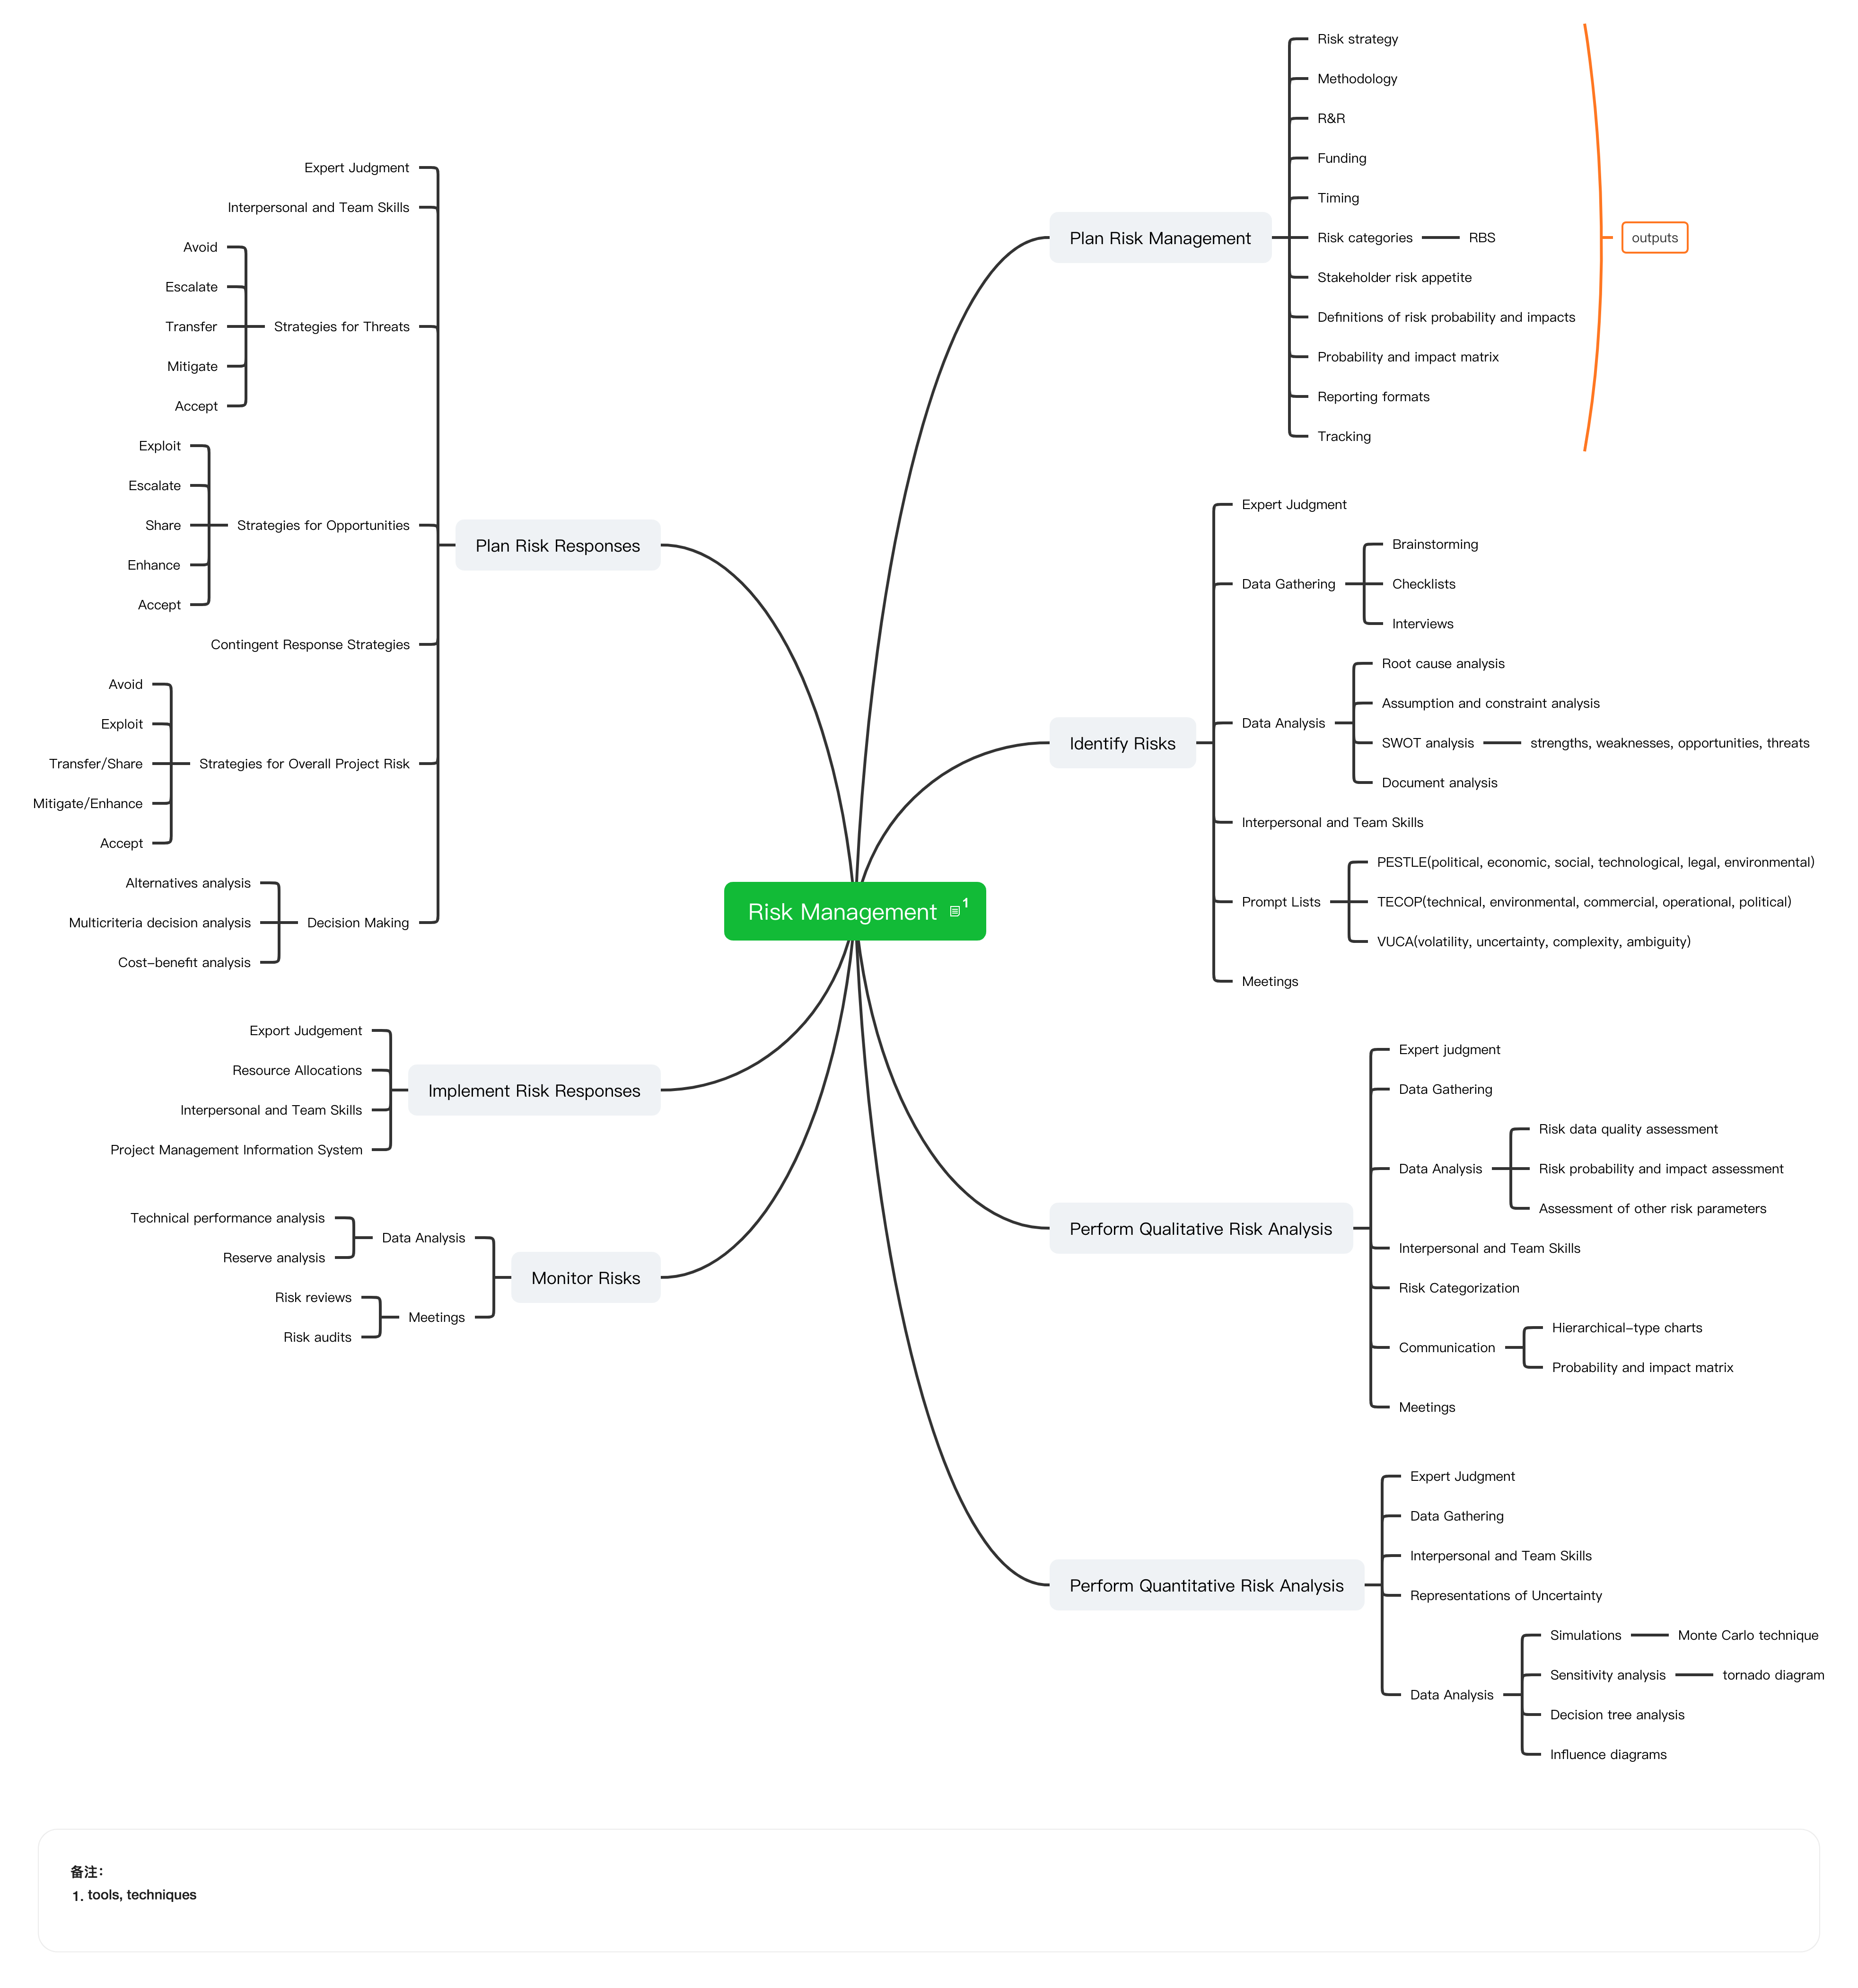 Risk Management 1
Plan Risk Management
Risk strategy
Methodology
R&R
Funding
Timing
Risk categories
RBS
Stakeholder risk appetite
Definitions of risk probability and impacts
Probability and impact matrix
Reporting formats
Tracking
outputs
Identify Risks
Expert Judgment
Data Gathering
Brainstorming
Checklists
Interviews
Data Analysis
Root cause analysis
Assumption and constraint analysis
SWOT analysis
strengths, weaknesses, opportunities, threats
Document analysis
Interpersonal and Team Skills
Prompt Lists
PESTLE(political, economic, social, technological, legal, environmental)
TECOP(technical, environmental, commercial, operational, political)
VUCA(volatility, uncertainty, complexity, ambiguity)
Meetings
Perform Qualitative Risk Analysis
Expert judgment
Data Gathering
Data Analysis
Risk data quality assessment
Risk probability and impact assessment
Assessment of other risk parameters
Interpersonal and Team Skills
Risk Categorization
Communication
Hierarchical-type charts
Probability and impact matrix
Meetings
Perform Quantitative Risk Analysis
Expert Judgment
Data Gathering
Interpersonal and Team Skills
Representations of Uncertainty
Data Analysis
Simulations
Monte Carlo technique
Sensitivity analysis
tornado diagram
Decision tree analysis
Influence diagrams
Plan Risk Responses
Expert Judgment
Interpersonal and Team Skills
Strategies for Threats
Avoid
Escalate
Transfer
Mitigate
Accept
Strategies for Opportunities
Exploit
Escalate
Share
Enhance
Accept
Contingent Response Strategies
Strategies for Overall Project Risk
Avoid
Exploit
Transfer/Share
Mitigate/Enhance
Accept
Decision Making
Alternatives analysis
Multicriteria decision analysis
Cost-benefit analysis
Implement Risk Responses
Export Judgement
Resource Allocations
Interpersonal and Team Skills
Project Management Information System
Monitor Risks
Data Analysis
Technical performance analysis
Reserve analysis
Meetings
Risk reviews
Risk audits
备注：
1. tools, techniques